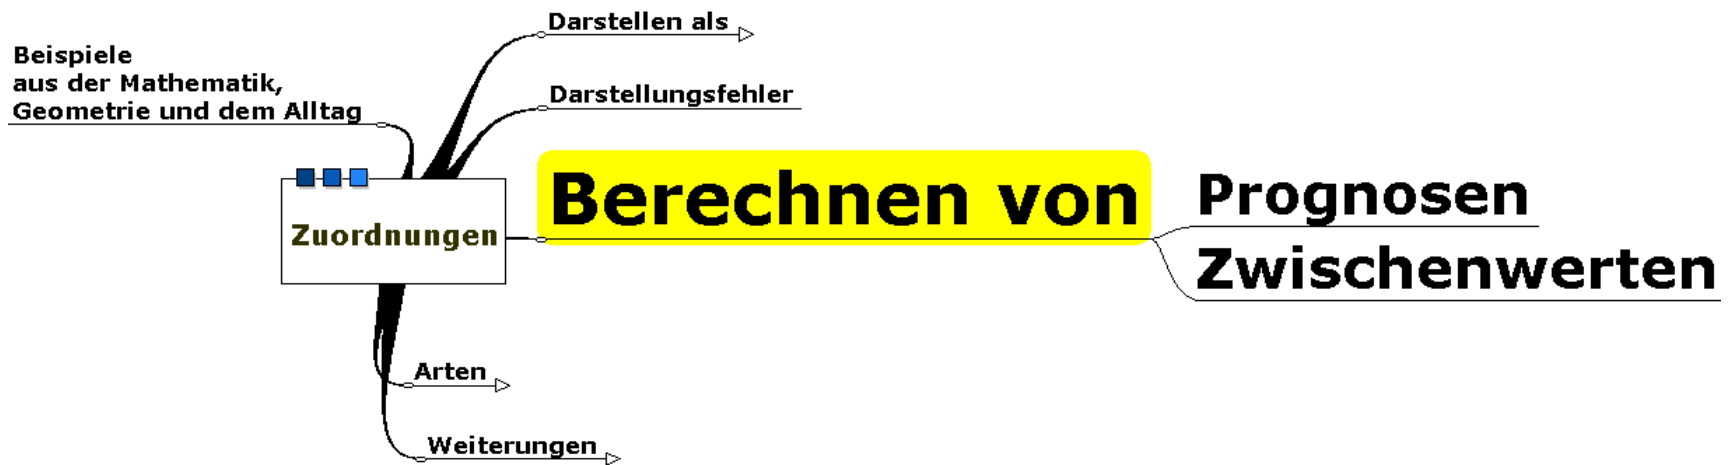 Darstellen als
Beispiele
aus der Mathematik,
Geometrie und dem Alltag
Darstellungsfehler
Berechnen von
Prognosen
Zwischenwerten
Zuordnungen
Arten
Weiterungen